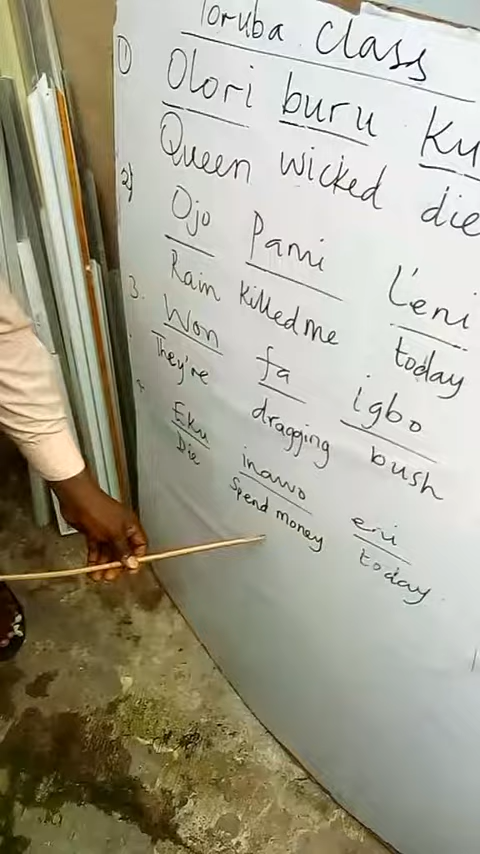 Yoruba Class
1) Olori buru Ku
Queen wicked die
2) Ojo Pami L'eni
Rain killed me today
3. Won fa igbo
They're dragging bush
Eku inawo eni
Die Spend money today